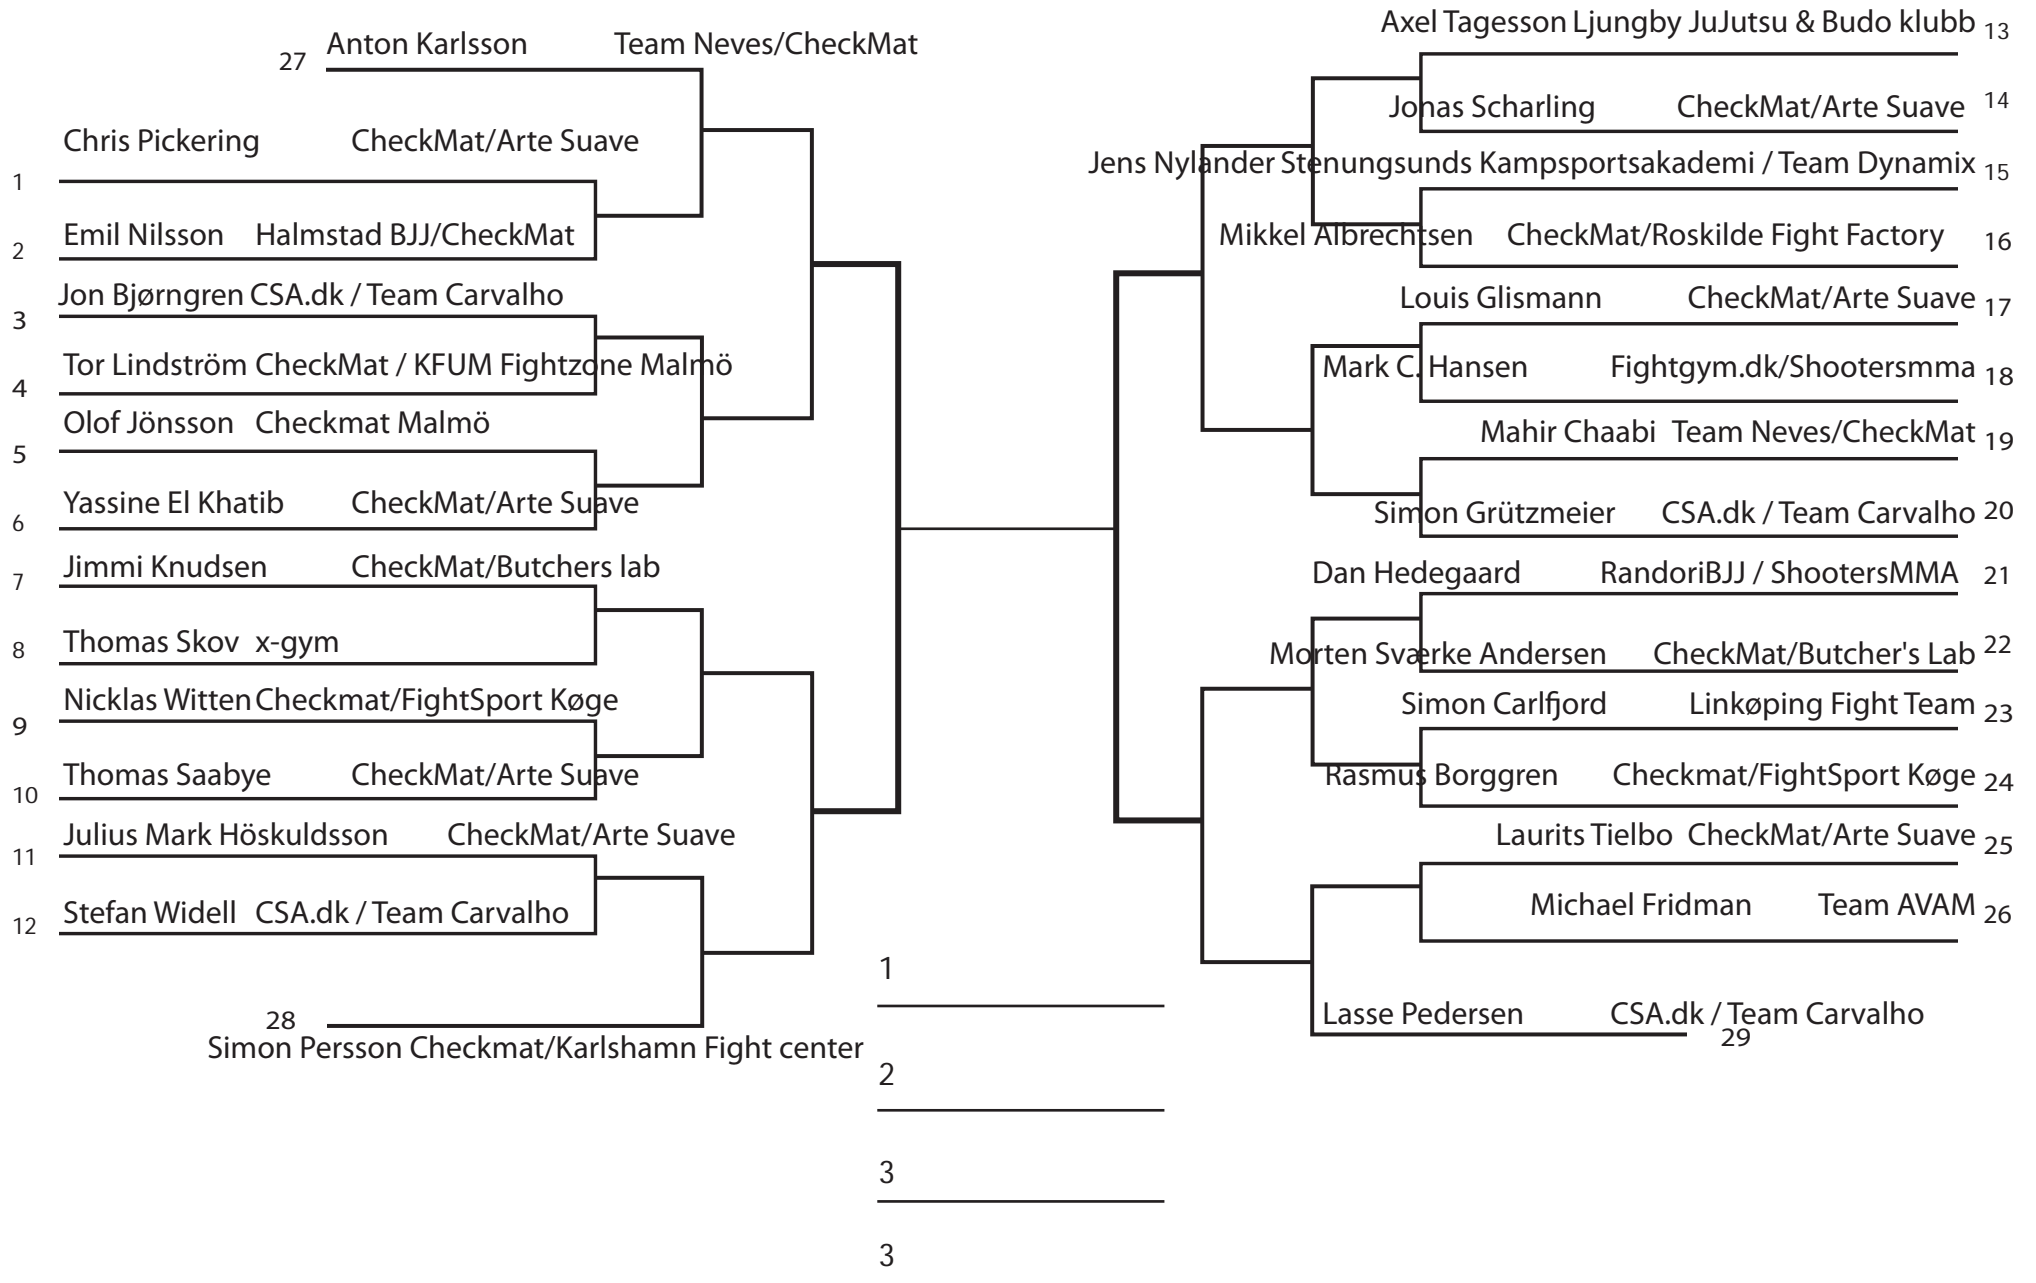 27 Anton Karlsson Team Neves/CheckMat
Chris Pickering CheckMat/Arte Suave
1
2 Emil Nilsson Halmstad BJJ/CheckMat
Jon Bjørngren CSA.dk / Team Carvalho
3
Tor Lindström CheckMat / KFUM Fightzone Malmö
4
Olof Jönsson Checkmat Malmö
5
Yassine El Khatib CheckMat/Arte Suave
6
7 Jimmi Knudsen CheckMat/Butchers lab
8 Thomas Skov x-gym
Nicklas Witten Checkmat/FightSport Køge
9
Thomas Saabye CheckMat/Arte Suave
10
Julius Mark Höskuldsson CheckMat/Arte Suave
11
12 Stefan Widell CSA.dk / Team Carvalho
28
Simon Persson Checkmat/Karlshamn Fight center
Axel Tagesson Ljungby JuJutsu & Budo klubb 13
Jonas Scharling CheckMat/Arte Suave 14
Jens Nylander Stenungsunds Kampsportsakademi / Team Dynamix 15
Mikkel Albrechtsen CheckMat/Roskilde Fight Factory 16
Louis Glismann CheckMat/Arte Suave 17
Mark C. Hansen Fightgym.dk/Shootersmma 18
Mahir Chaabi Team Neves/CheckMat 19
Simon Grützmeier CSA.dk / Team Carvalho 20
Dan Hedegaard RandoriBJJ / ShootersMMA 21
Morten Sværke Andersen CheckMat/Butcher's Lab 22
Simon Carlfjord Linkøping Fight Team 23
Rasmus Borggren Checkmat/FightSport Køge 24
Laurits Tielbo CheckMat/Arte Suave 25
Michael Fridman Team AVAM 26
Lasse Pedersen CSA.dk / Team Carvalho
29
1
2
3
3